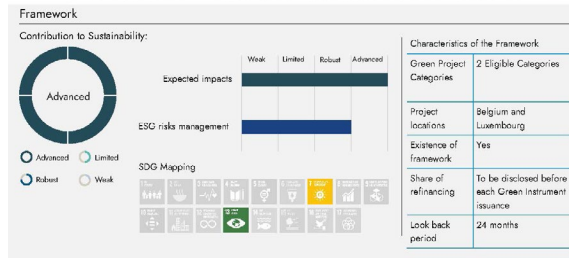 Framework
Contribution to Sustainability:
Advanced
Advanced
Limited
Robust
Weak
Weak
Limited
Robust
Advanced
Expected impacts
ESG risks management
SDG Mapping
Characteristics of the Framework
Green Project Categories
2 Eligible Categories
Project locations
Belgium and Luxembourg
Existence of framework
Yes
Share of refinancing
To be disclosed before each Green Instrument issuance
Look back period
24 months